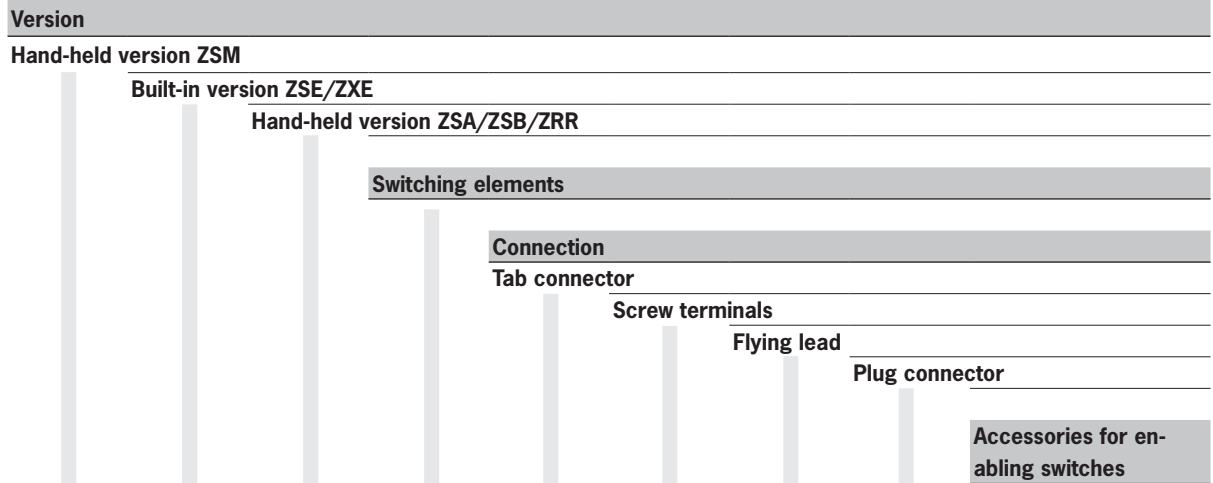 Version
Hand-held version ZSM
Built-in version ZSE/ZXE
Hand-held version ZSA/ZSB/ZRR
Switching elements
Connection
Tab connector
Screw terminals
Flying lead
Plug connector
Accessories for en-
abling switches